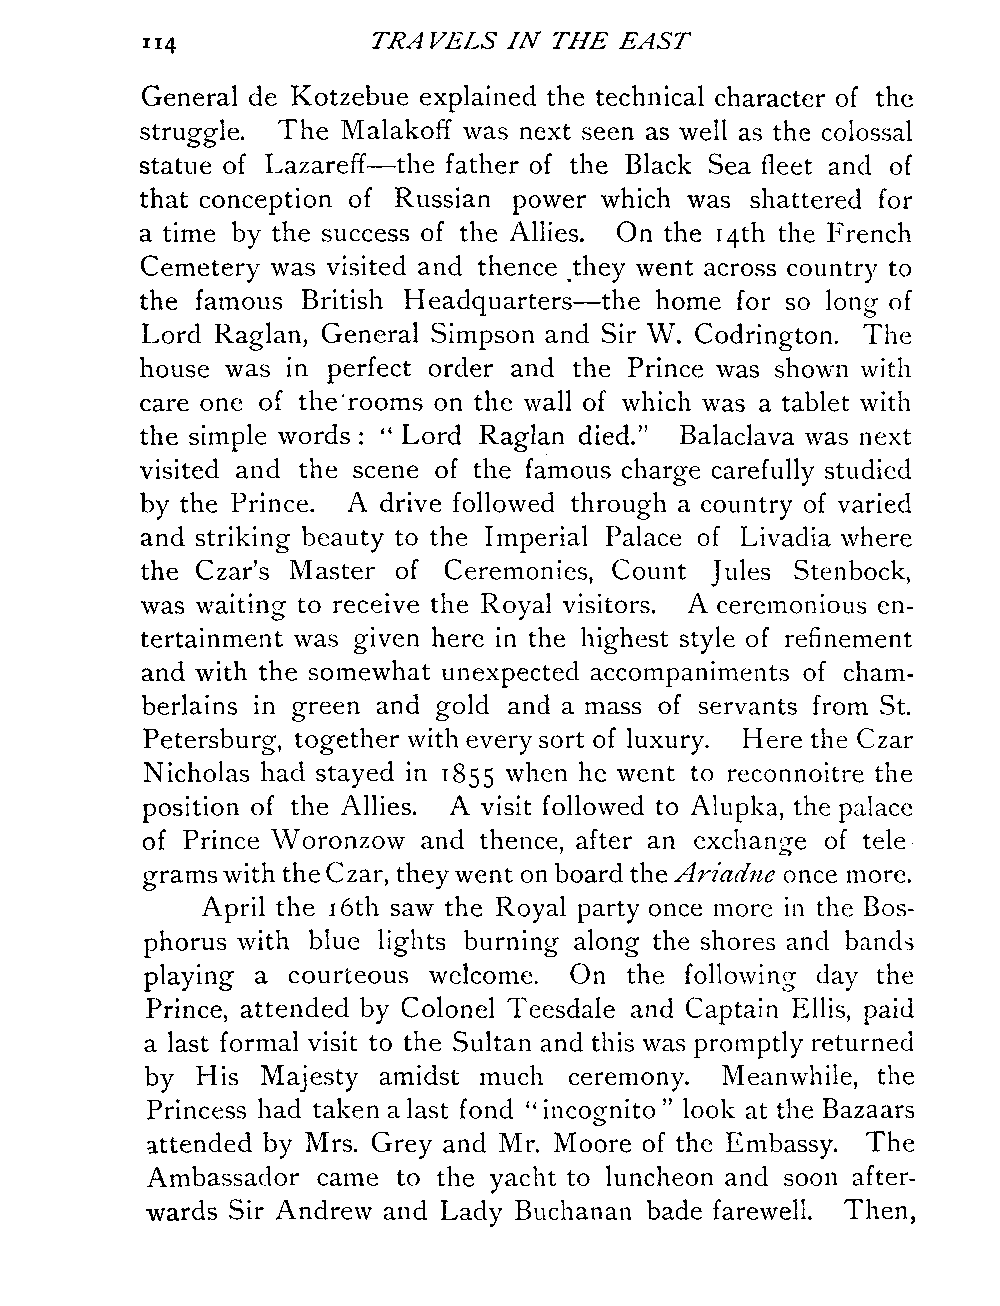 114 TRAVELS IN THE EAST
General de Kotzebue explained the technical character of the
struggle. The Malakoff was next seen as well as the colossal
statue of Lazareff—the father of the Black Sea fleet and of
that conception of Russian power which was shattered for
a time by the success of the Allies. On the 14th the French
Cemetery was visited and thence they went across country to
the famous British Headquarters—the home for so long of
Lord Raglan, General Simpson and Sir W. Codrington. The
house was in perfect order and the Prince was shown with
care one of the rooms on the wall of which was a tablet with
the simple words: “Lord Raglan died.” Balaclava was next
visited and the scene of the famous charge carefully studied
by the Prince. A drive followed through a country of varied
and striking beauty to the Imperial Palace of Livadia where
the Czar's Master of Ceremonies, Count Jules Stenbock,
was waiting to receive the Royal visitors. A ceremonious en-
tertainment was given here in the highest style of refinement
and with the somewhat unexpected accompaniments of cham-
berlains in green and gold and a mass of servants from St.
Petersburg, together with every sort of luxury. Here the Czar
Nicholas had stayed in 1855 when he went to reconnoitre the
position of the Allies. A visit followed to Alupka, the palace
of Prince Woronzow and thence, after an exchange of tele-
grams with the Czar, they went on board the Ariadne once more.
April the 16th saw the Royal party once more in the Bos-
phorus with blue lights burning along the shores and bands
playing a courteous welcome. On the following day the
Prince, attended by Colonel Teesdale and Captain Ellis, paid
a last formal visit to the Sultan and this was promptly returned
by His Majesty amidst much ceremony. Meanwhile, the
Princess had taken a last fond “incognito” look at the Bazaars
attended by Mrs. Grey and Mr. Moore of the Embassy. The
Ambassador came to the yacht to luncheon and soon after-
wards Sir Andrew and Lady Buchanan bade farewell. Then,